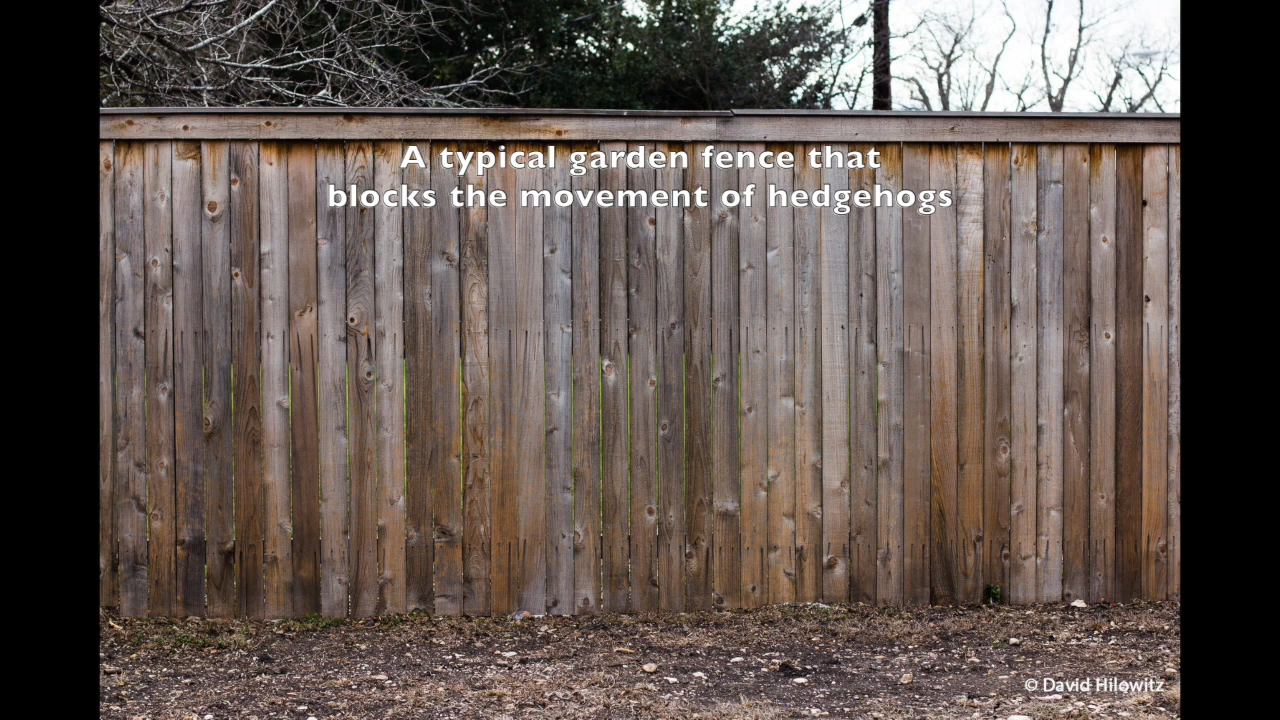 A typical garden fence that
blocks the movement of hedgehogs
© David Hilowitz